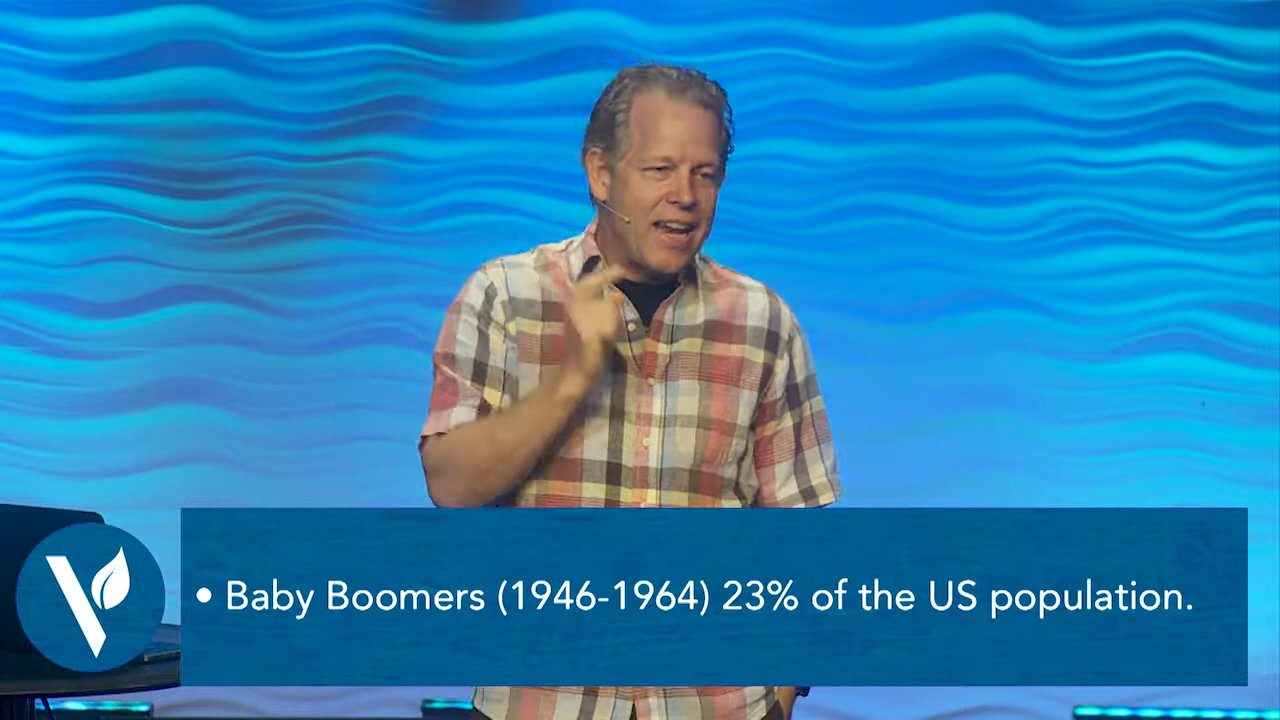 • Baby Boomers (1946-1964) 23% of the US population.